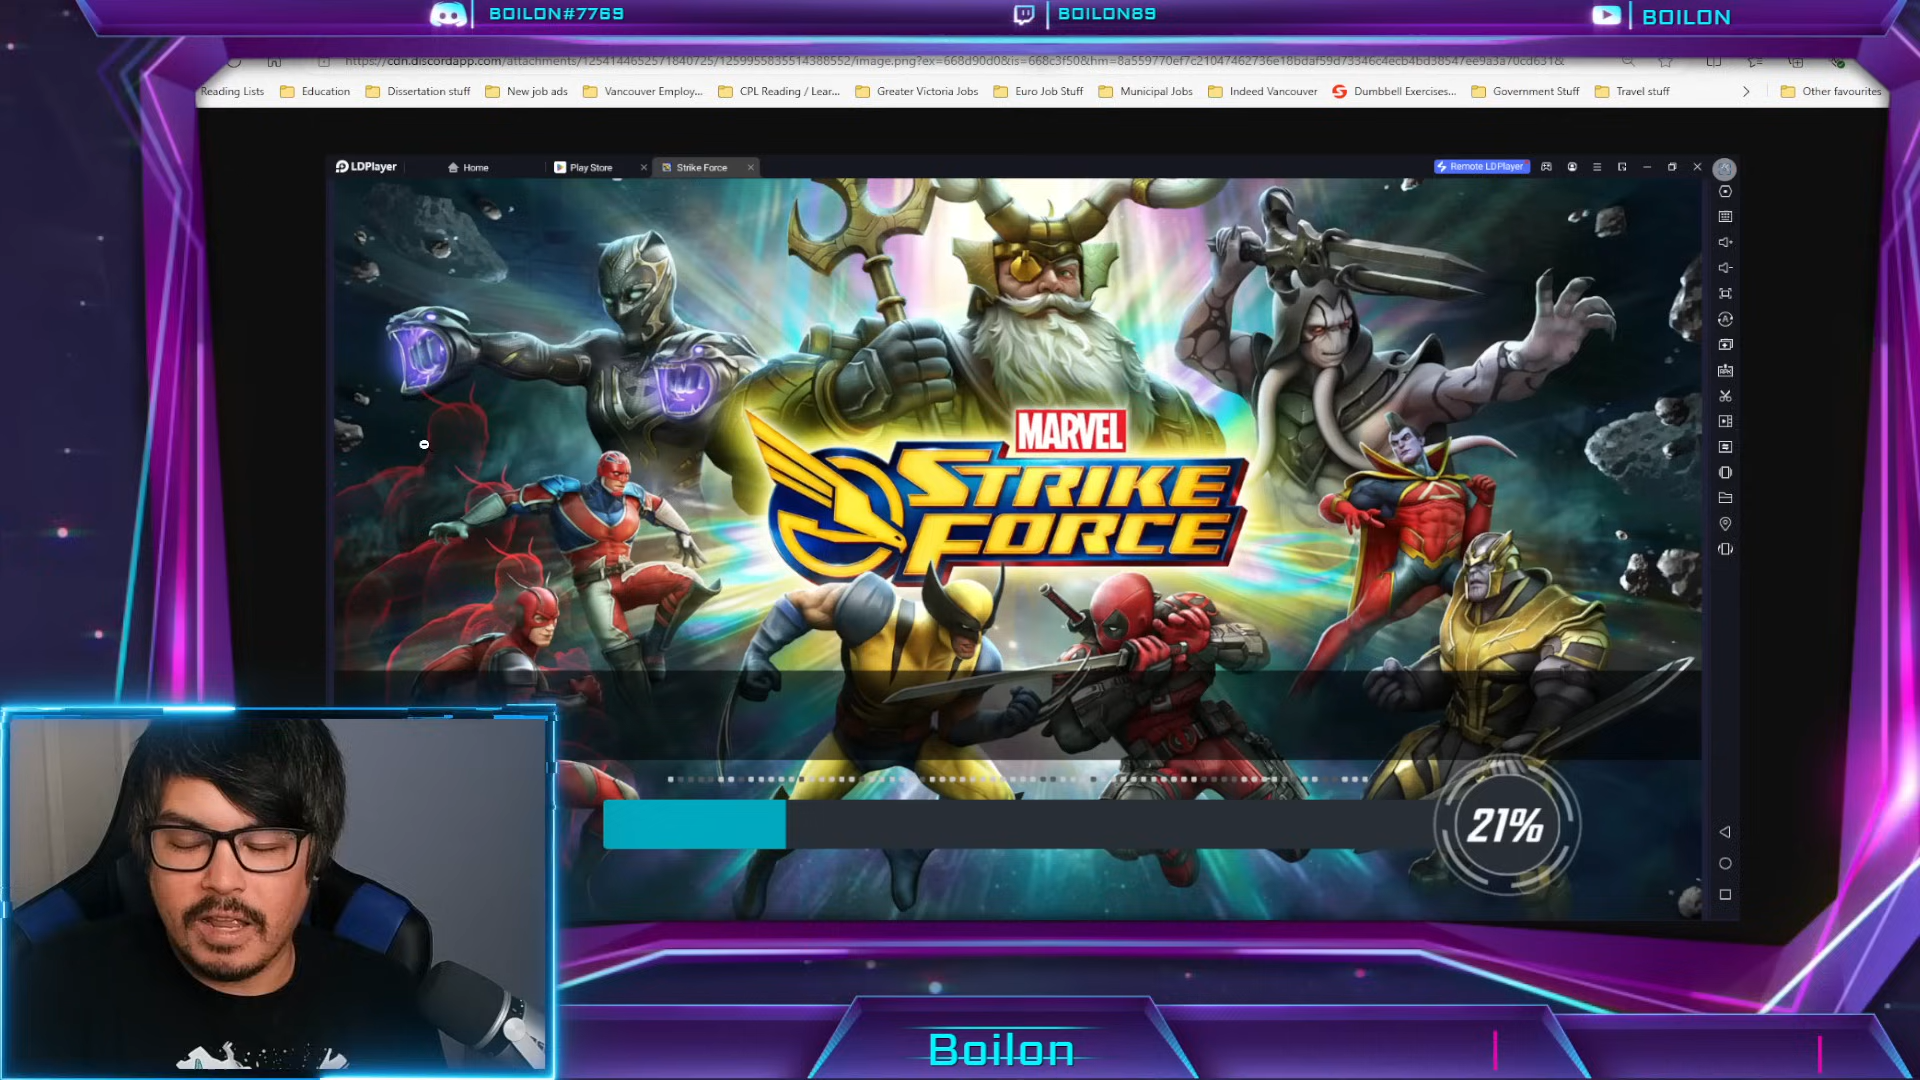 BOILON#7769
BOILON89
BOILON
Reading Lists
Education
Dissertation stuff
New job ads
Vancouver Employ...
CPL Reading / Lear...
Greater Victoria Jobs
Euro Job Stuff
Municipal Jobs
Indeed Vancouver
Dumbbell Exercises...
Government Stuff
Travel stuff
Other favourites
LDPlayer
Home
Play Store
Strike Force
Remote LDPlayer
MARVEL
STRIKE
FORCE
21%
Boilon